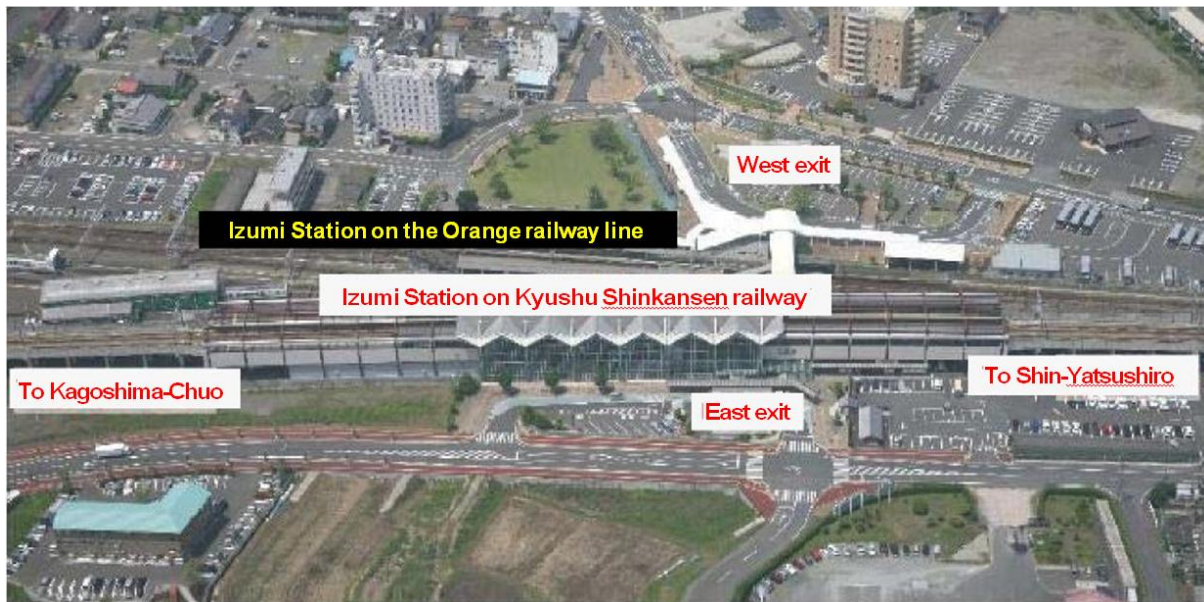 West exit
Izumi Station on the Orange railway line
Izumi Station on Kyushu Shinkansen railway
To Kagoshima-Chuo
To Shin-Yatsushiro
East exit